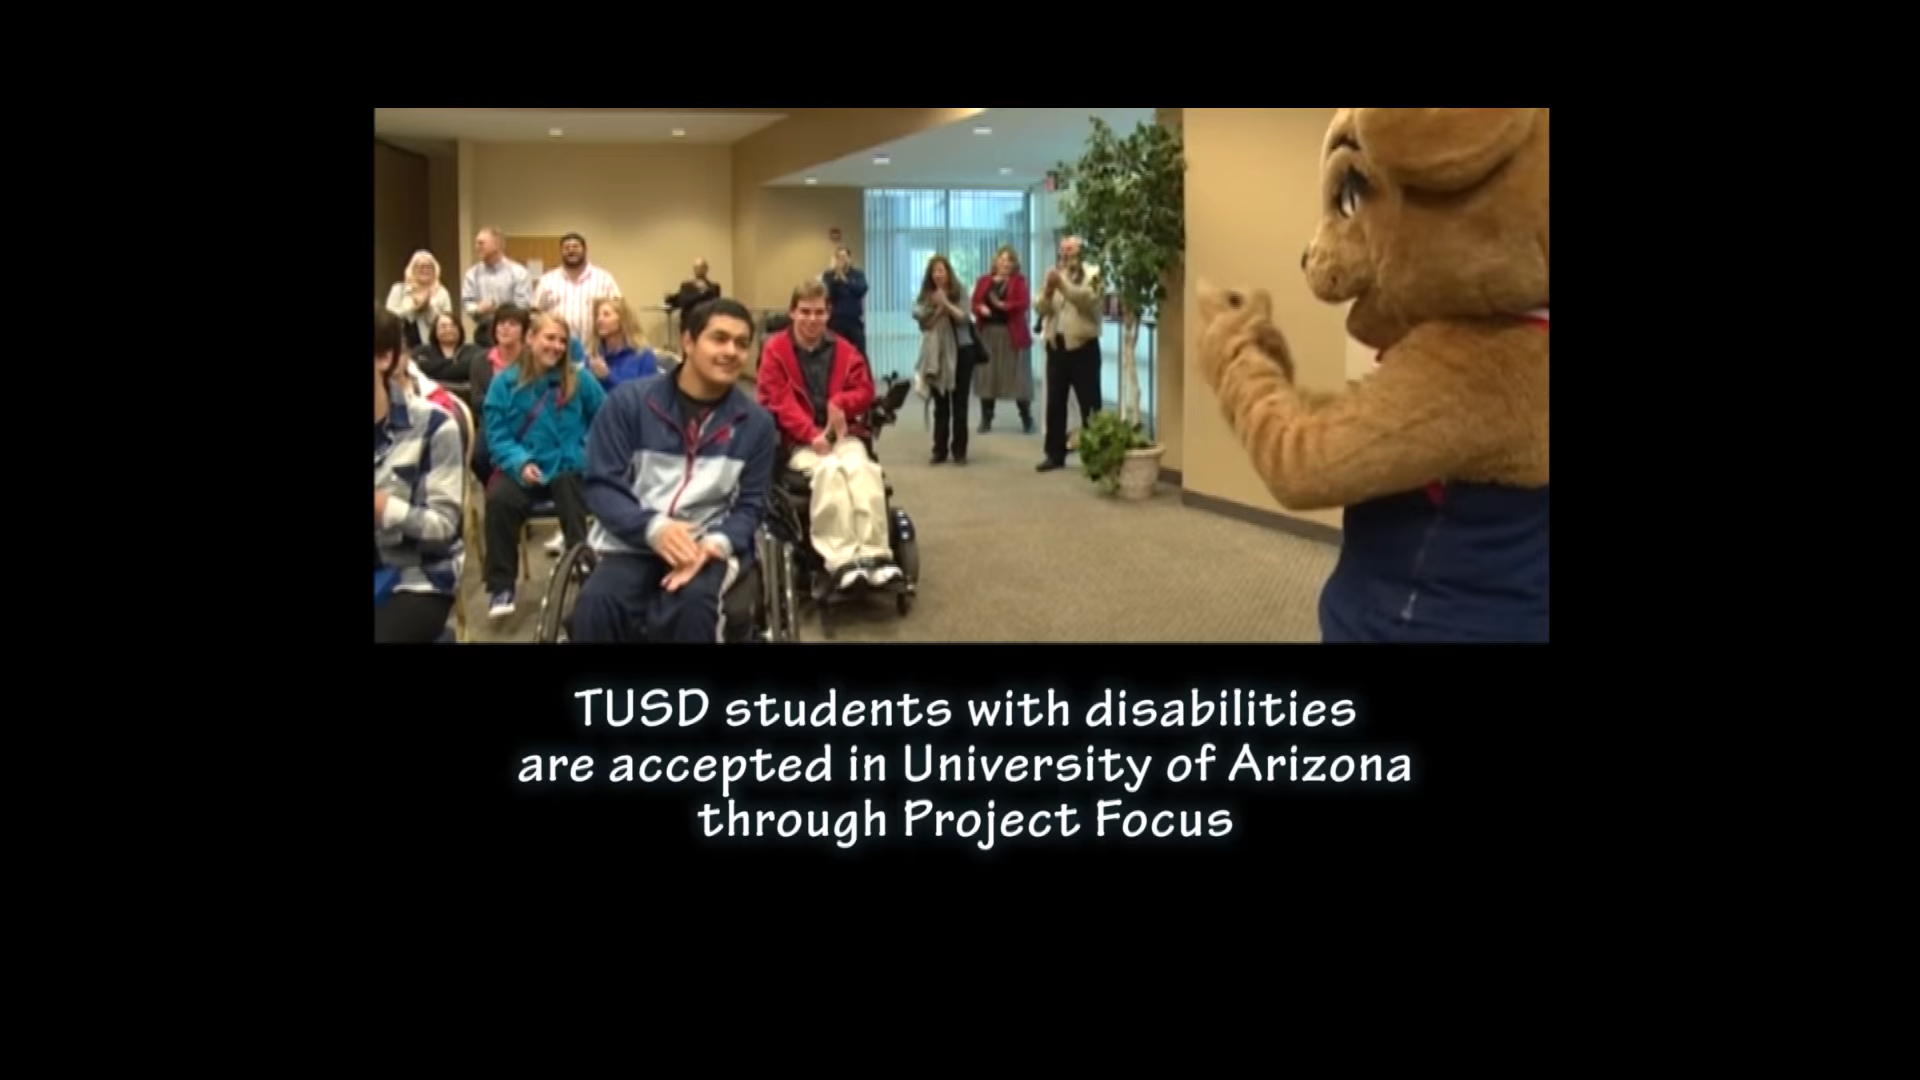 TUSD students with disabilities
are accepted in University of Arizona
through Project Focus